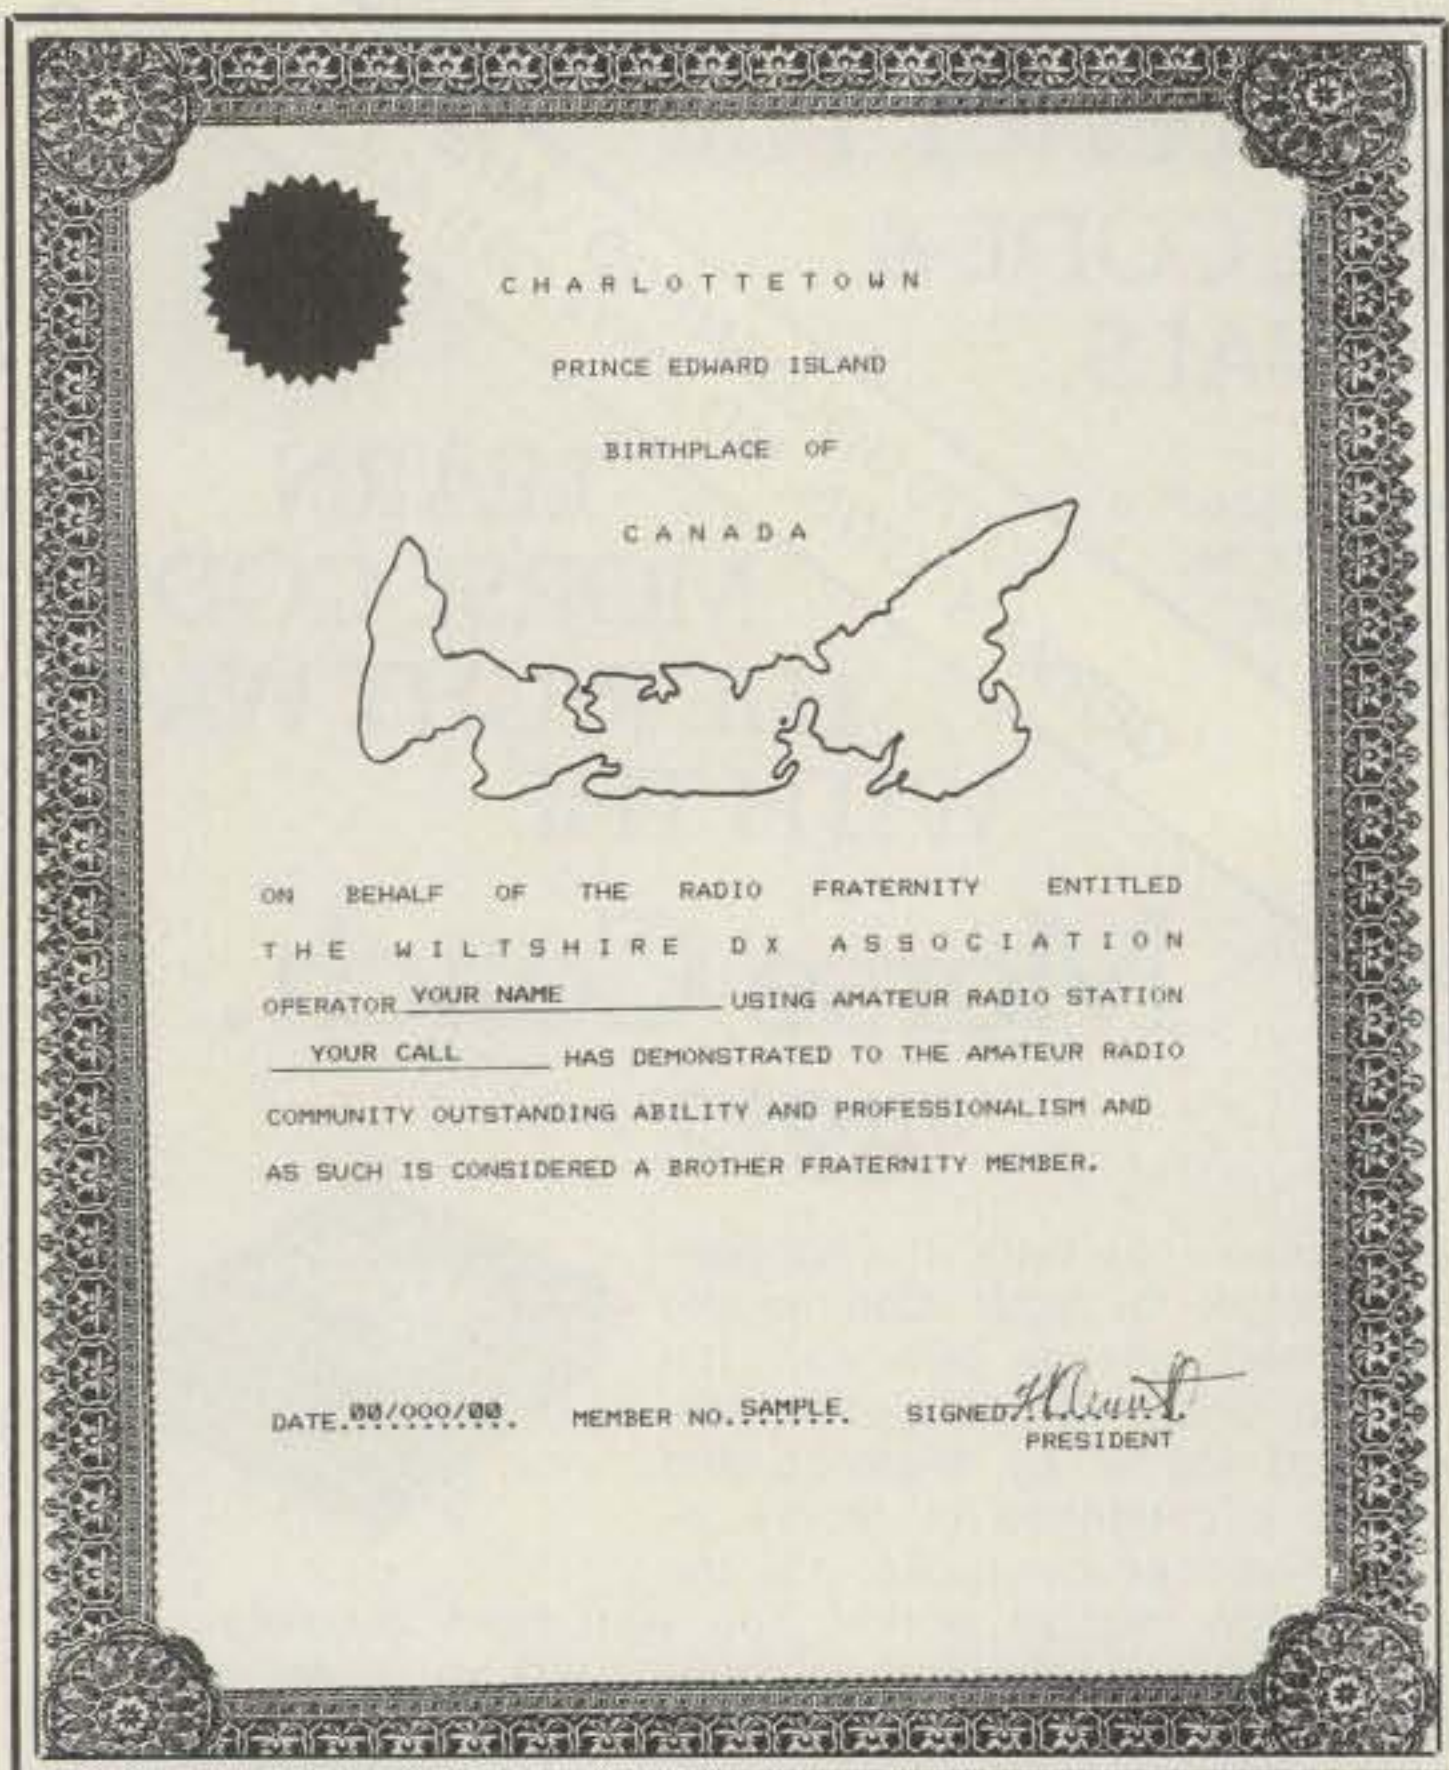 CHARLOTTETOWN
PRINCE EDWARD ISLAND
BIRTHPLACE OF
CANADA
ON BEHALF OF THE RADIO FRATERNITY ENTITLED
THE WILTSHIRE DX ASSOCIATION
OPERATOR YOUR NAME USING AMATEUR RADIO STATION
YOUR CALL HAS DEMONSTRATED TO THE AMATEUR RADIO
COMMUNITY OUTSTANDING ABILITY AND PROFESSIONALISM AND
AS SUCH IS CONSIDERED A BROTHER FRATERNITY MEMBER.
DATE.00/000/00. MEMBER NO.SAMPLE. SIGNED
PRESIDENT